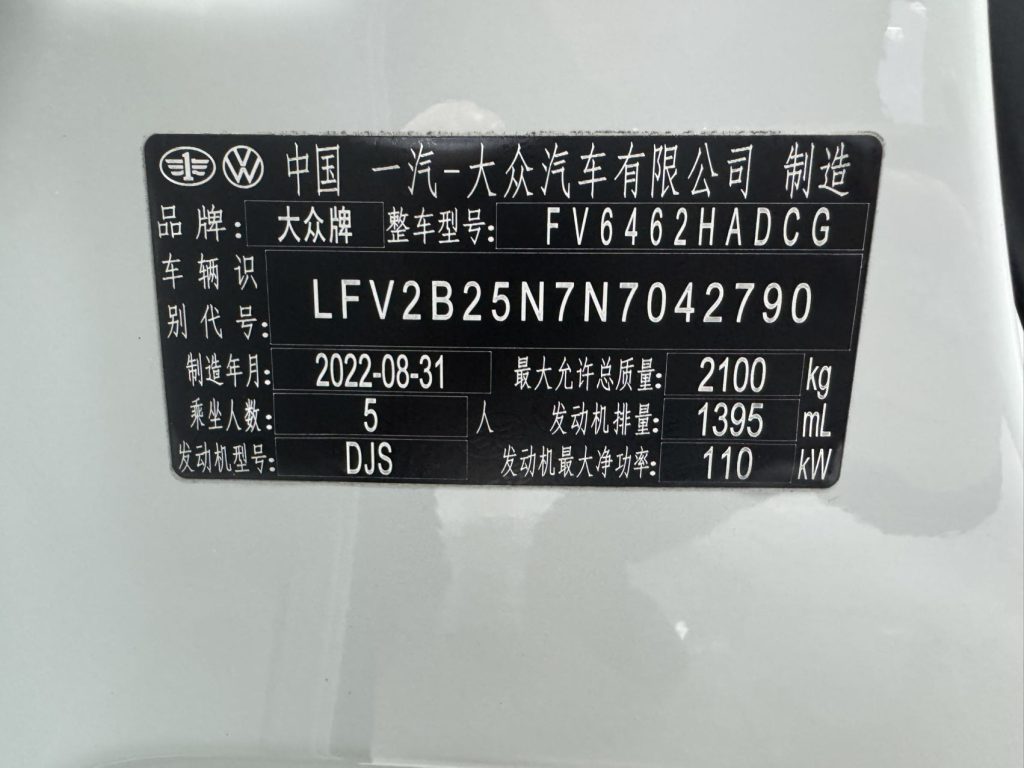 中国 一汽-大众汽车有限公司 制造
品牌: 大众牌 整车型号: FV6462HADCG
车辆识
别代号: LFV2B25N7N7042790
制造年月: 2022-08-31 最大允许总质量: 2100 kg
乘坐人数: 5 人 发动机排量: 1395 mL
发动机型号: DJS 发动机最大净功率: 110 kW